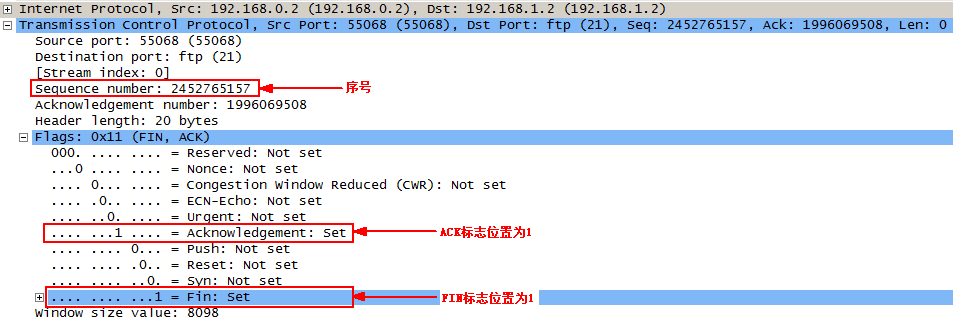 Internet Protocol, Src: 192.168.0.2 (192.168.0.2), Dst: 192.168.1.2 (192.168.1.2)
Transmission Control Protocol, Src Port: 55068 (55068), Dst Port: ftp (21), Seq: 2452765157, Ack: 1996069508, Len: 0
Source port: 55068 (55068)
Destination port: ftp (21)
[Stream index: 0]
Sequence number: 2452765157 序号
Acknowledgement number: 1996069508
Header length: 20 bytes
Flags: 0x11 (FIN, ACK)
000. .... .... = Reserved: Not set
...0 .... .... = Nonce: Not set
.... 0... .... = Congestion Window Reduced (CWR): Not set
.... .0.. .... = ECN-Echo: Not set
.... ..0. .... = Urgent: Not set
.... ...1 .... = Acknowledgement: Set ACK标志位置为1
.... .... 0... = Push: Not set
.... .... .0.. = Reset: Not set
.... .... ..0. = Syn: Not set
.... .... ...1 = Fin: Set FIN标志位置为1
Window size value: 8098